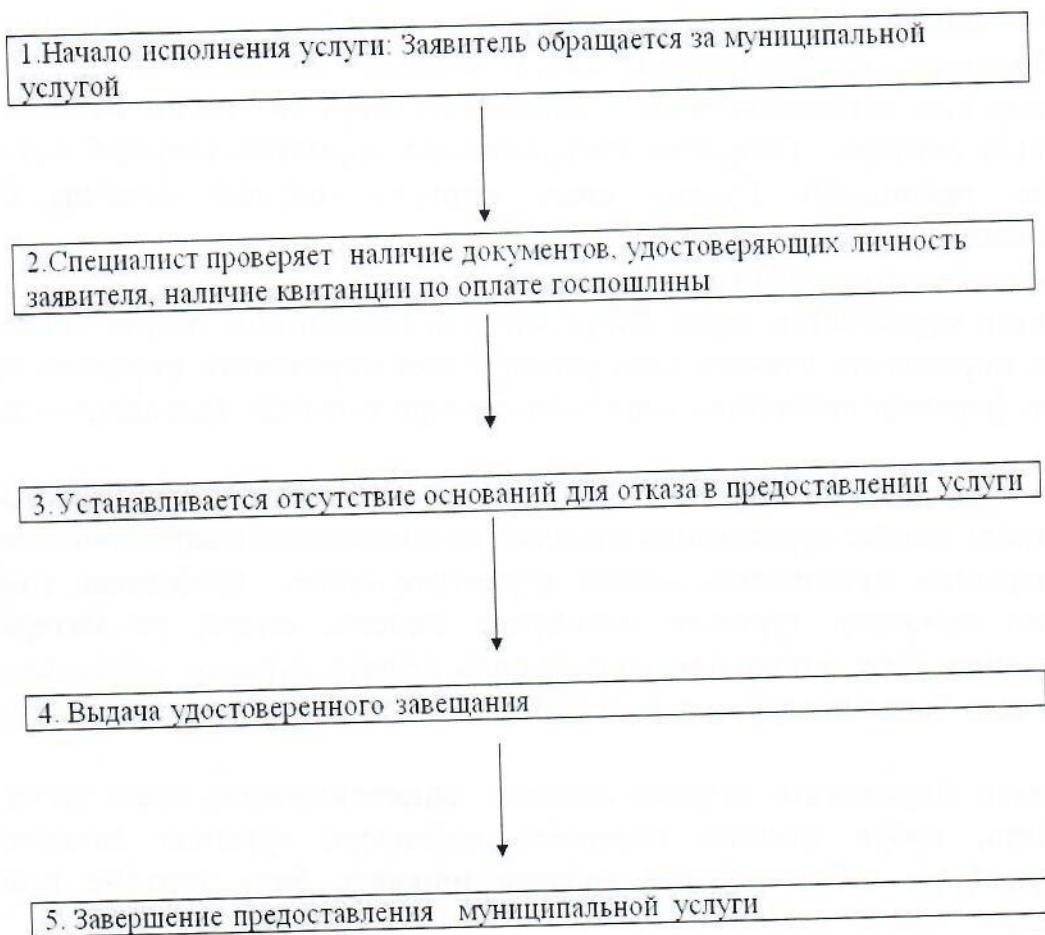 1.Начало исполнения услуги: Заявитель обращается за муниципальной
услугой
2.Специалист проверяет наличие документов, удостоверяющих личность
заявителя, наличие квитанции по оплате госпошлины
3.Устанавливается отсутствие оснований для отказа в предоставлении услуги
4. Выдача удостоверенного завещания
5. Завершение предоставления муниципальной услуги